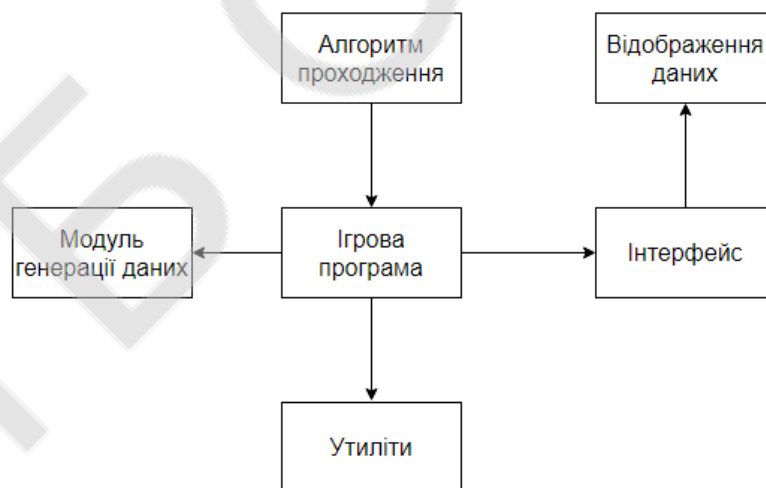 Алгоритм
проходження
Відображення
даних
Модуль
генерації даних
Ігрова
програма
Інтерфейс
Утиліти